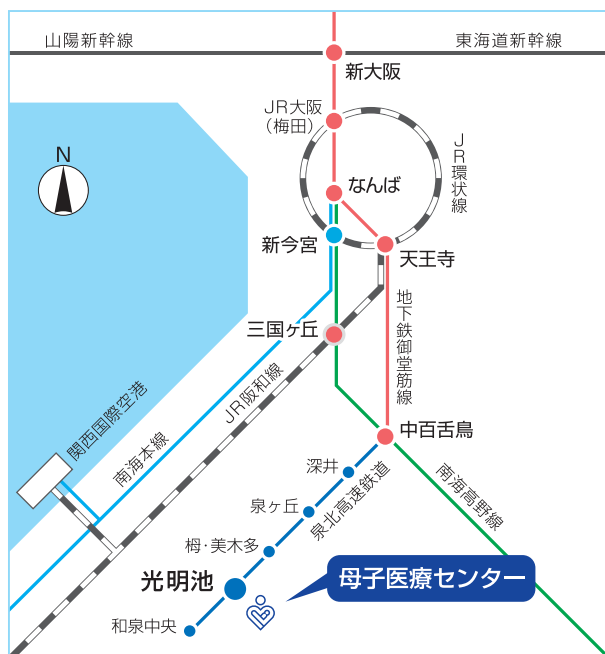 山陽新幹線
東海道新幹線
新大阪
JR大阪
（梅田）
JR環状線
N
なんば
新今宮
天王寺
地下鉄御堂筋線
三国ヶ丘
JR阪和線
関西国際空港
南海本線
中百舌鳥
深井
泉北高速鉄道
南海高野線
泉ヶ丘
栂・美木多
光明池
母子医療センター
和泉中央